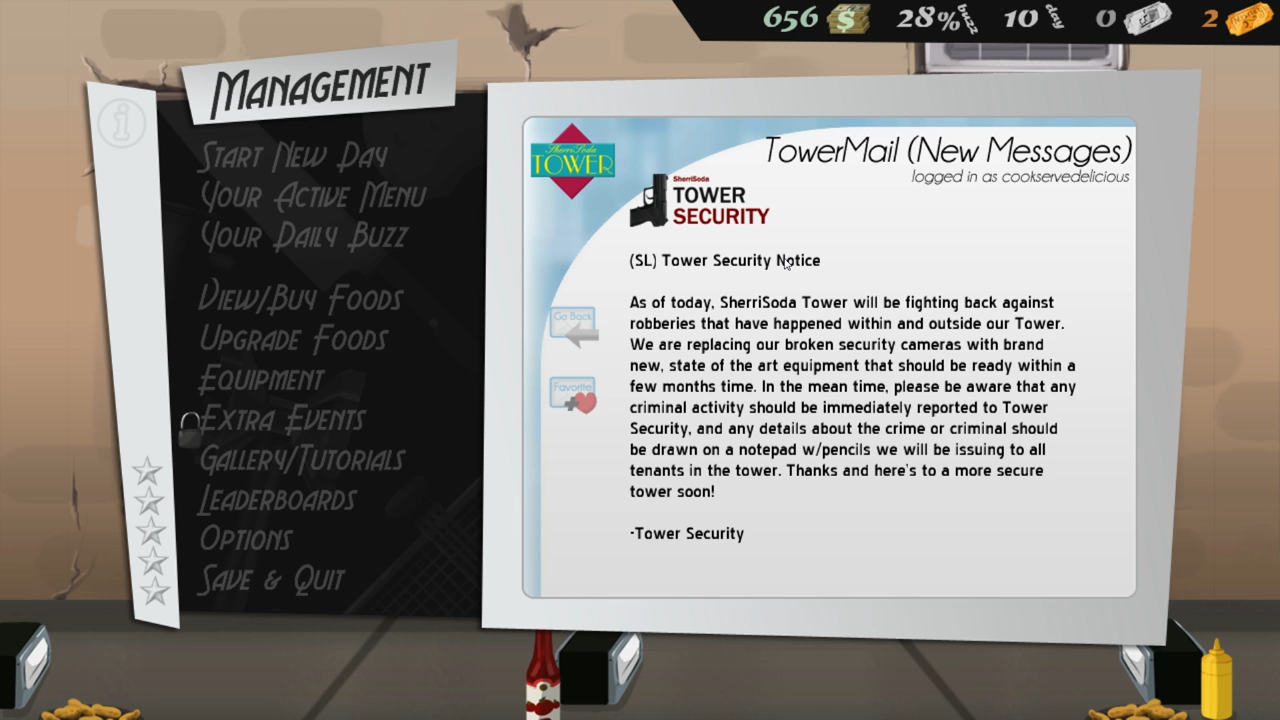 656 $ 28% buzz 10 day 0 2
MANAGEMENT
START NEW DAY
YOUR ACTIVE MENU
YOUR DAILY BUZZ
VIEW/BUY FOODS
UPGRADE FOODS
EQUIPMENT
EXTRA EVENTS
GALLERY/TUTORIALS
LEADERBOARDS
OPTIONS
SAVE & QUIT
SherriSoda
TOWER
TowerMail (New Messages)
logged in as cookservedelicious
SherriSoda
TOWER
SECURITY
(SL) Tower Security Notice
As of today, SherriSoda Tower will be fighting back against
robberies that have happened within and outside our Tower.
We are replacing our broken security cameras with brand
new, state of the art equipment that should be ready within a
few months time. In the mean time, please be aware that any
criminal activity should be immediately reported to Tower
Security, and any details about the crime or criminal should
be drawn on a notepad w/pencils we will be issuing to all
tenants in the tower. Thanks and here's to a more secure
tower soon!
-Tower Security
Go Back
Favorite